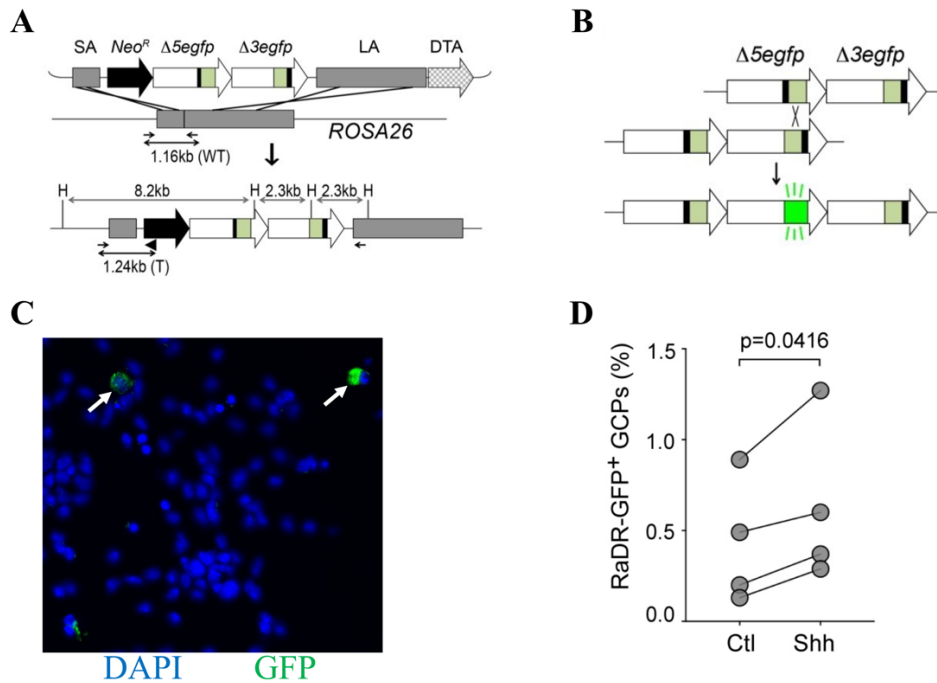 A
SA Neo^R Δ5egfp Δ3egfp LA DTA
ROSA26
1.16kb (WT)
H 8.2kb H 2.3kb H 2.3kb H
1.24kb (T)
B
Δ5egfp Δ3egfp
C
DAPI GFP
D
p=0.0416
RaDR-GFP⁺ GCPs (%)
1.5
1.0
0.5
0.0
Ctl Shh